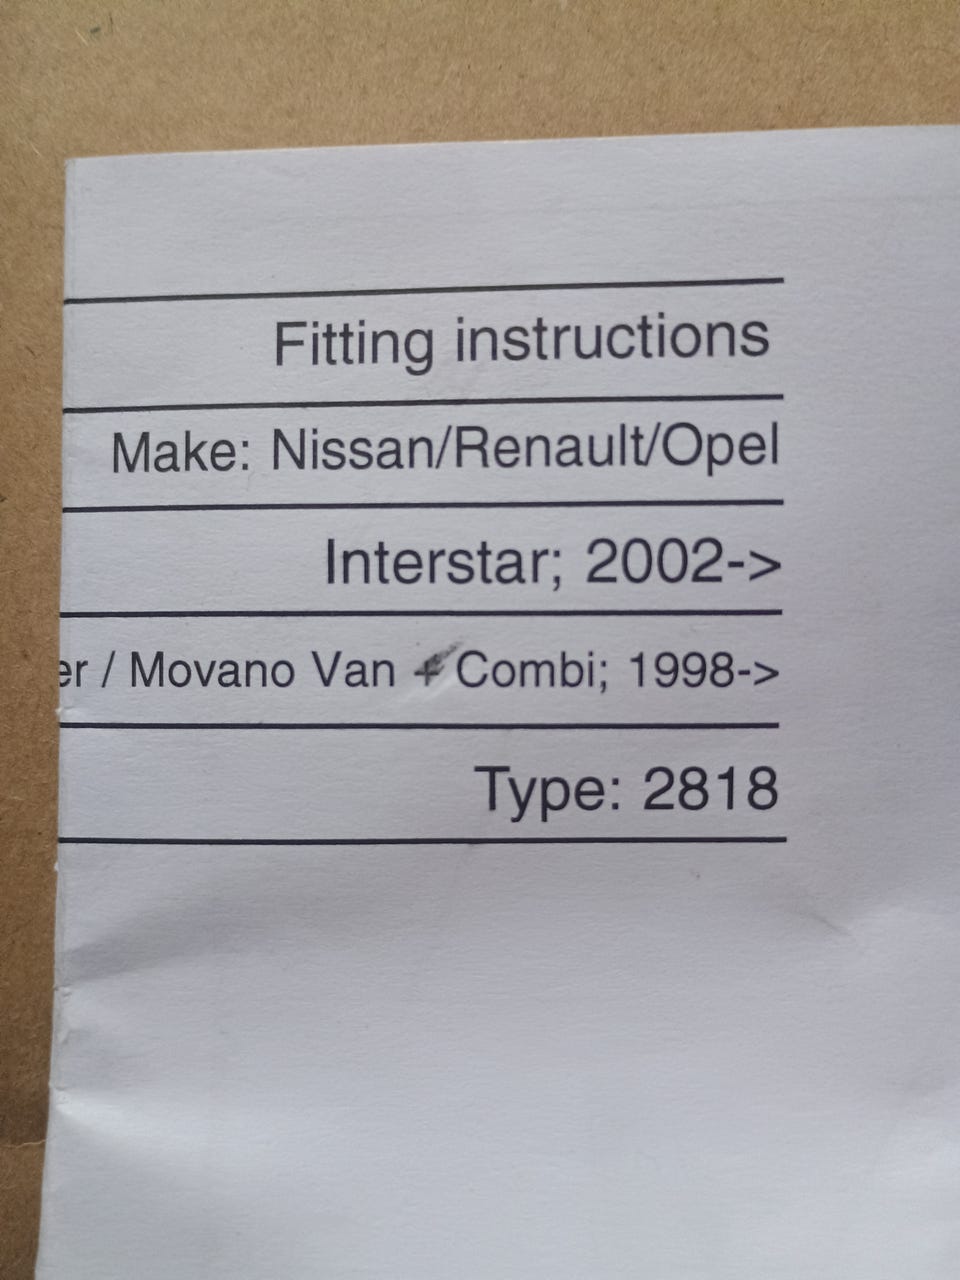 Fitting instructions
Make: Nissan/Renault/Opel
Interstar; 2002->
er / Movano Van + Combi; 1998->
Type: 2818